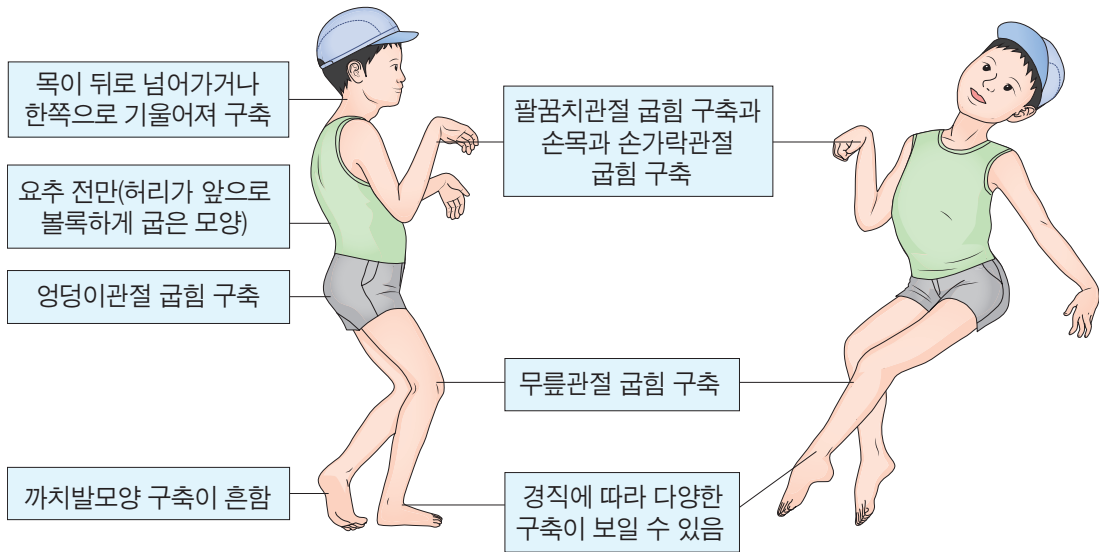 목이 뒤로 넘어가거나
한쪽으로 기울어져 구축
요추 전만(허리가 앞으로
볼록하게 굽은 모양)
엉덩이관절 굽힘 구축
까치발모양 구축이 흔함
팔꿈치관절 굽힘 구축과
손목과 손가락관절
굽힘 구축
무릎관절 굽힘 구축
경직에 따라 다양한
구축이 보일 수 있음